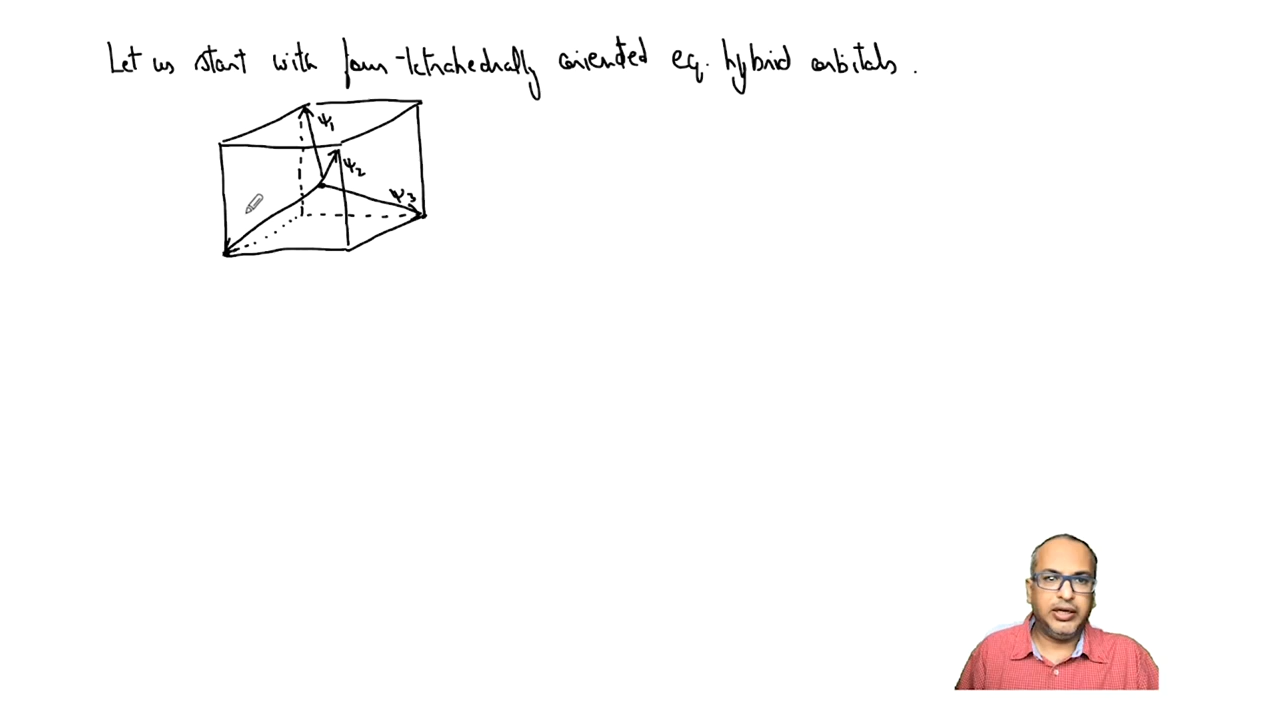 Let us start with four tetrahedrally oriented eq. hybrid orbitals.
ψ1
ψ2
ψ3